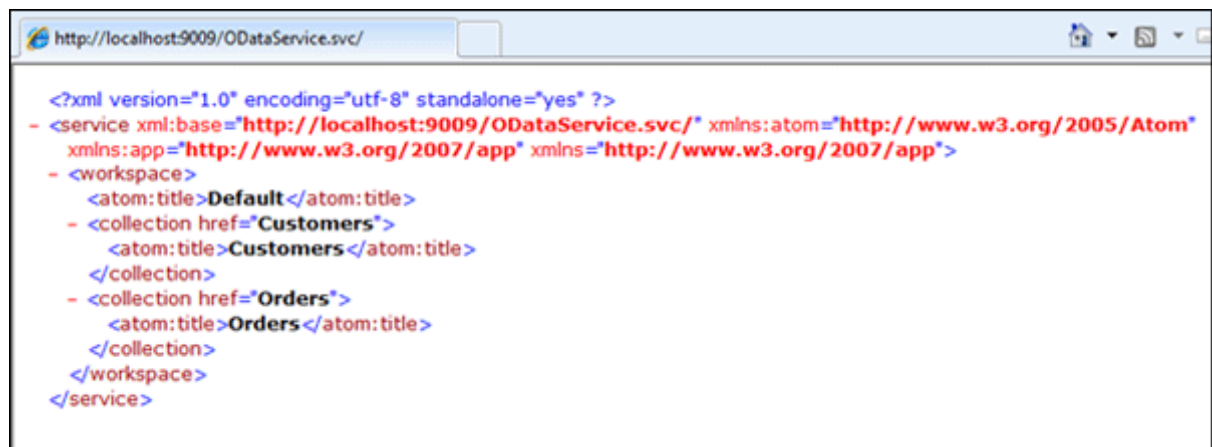 http://localhost:9009/ODataService.svc/
<?xml version="1.0" encoding="utf-8" standalone="yes" ?>
- <service xml:base="http://localhost:9009/ODataService.svc/" xmlns:atom="http://www.w3.org/2005/Atom"
xmlns:app="http://www.w3.org/2007/app" xmlns="http://www.w3.org/2007/app">
- <workspace>
<atom:title>Default</atom:title>
- <collection href="Customers">
<atom:title>Customers</atom:title>
</collection>
- <collection href="Orders">
<atom:title>Orders</atom:title>
</collection>
</workspace>
</service>